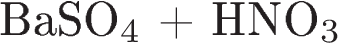 BaSO₄ + HNO₃